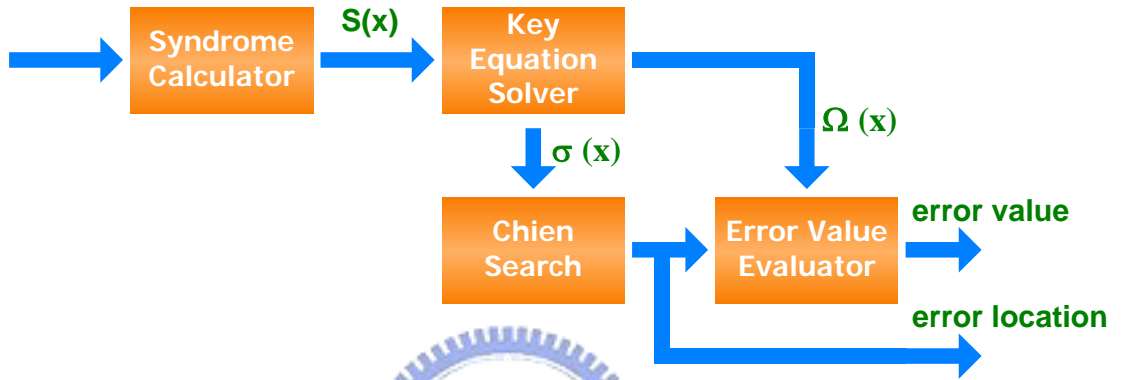 Syndrome
Calculator
S(x)
Key
Equation
Solver
Ω (x)
σ (x)
Chien
Search
Error Value
Evaluator
error value
error location